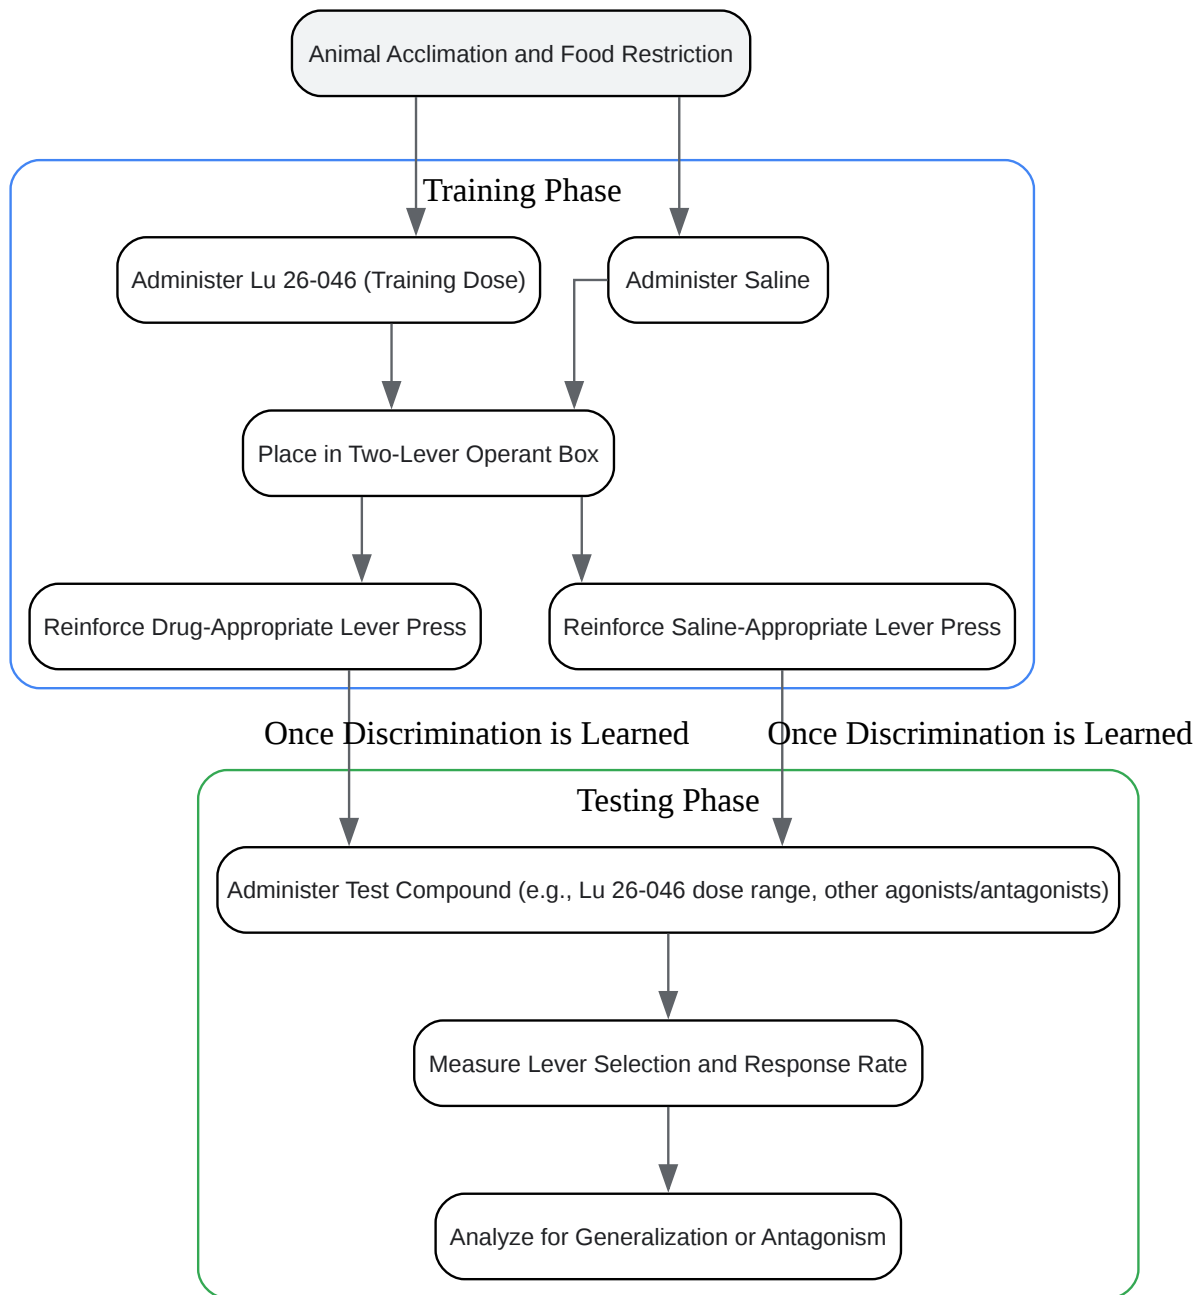 Animal Acclimation and Food Restriction
Training Phase
Administer Lu 26-046 (Training Dose)
Administer Saline
Place in Two-Lever Operant Box
Reinforce Drug-Appropriate Lever Press
Reinforce Saline-Appropriate Lever Press
Once Discrimination is Learned
Once Discrimination is Learned
Testing Phase
Administer Test Compound (e.g., Lu 26-046 dose range, other agonists/antagonists)
Measure Lever Selection and Response Rate
Analyze for Generalization or Antagonism